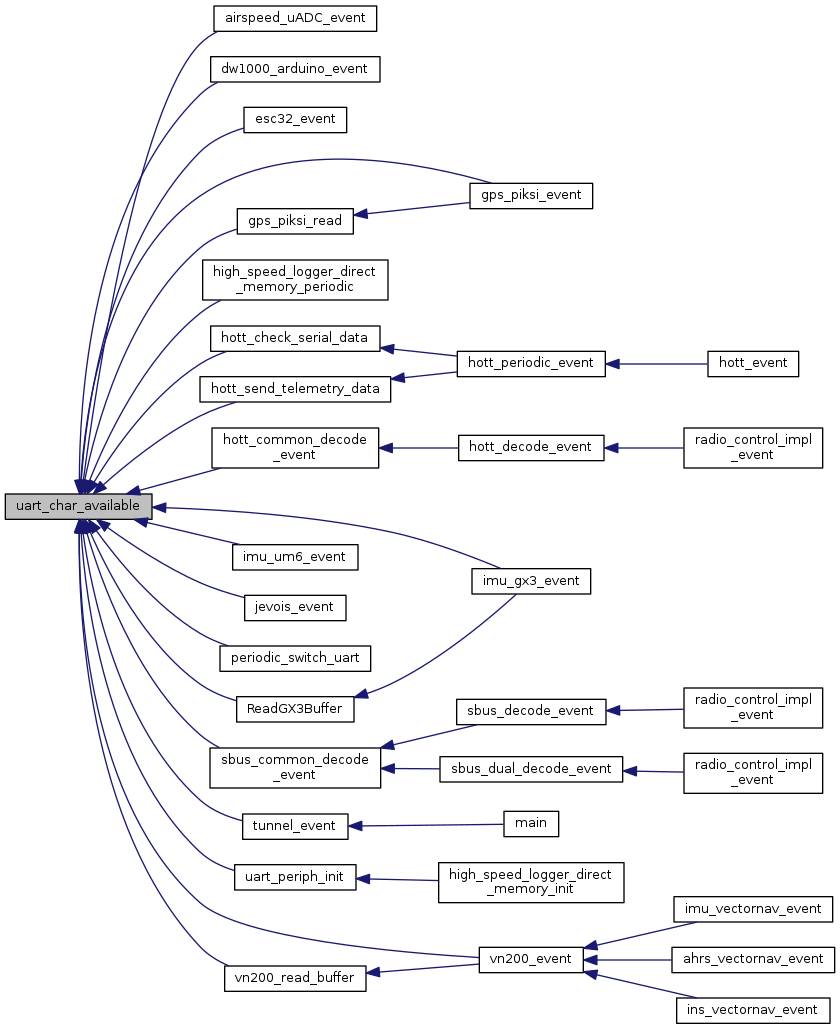 airspeed_uADC_event
dw1000_arduino_event
esc32_event
gps_piksi_event
gps_piksi_read
high_speed_logger_direct
_memory_periodic
hott_check_serial_data
hott_periodic_event
hott_event
hott_send_telemetry_data
hott_common_decode
_event
hott_decode_event
radio_control_impl
_event
uart_char_available
imu_um6_event
imu_gx3_event
jevois_event
periodic_switch_uart
ReadGX3Buffer
sbus_decode_event
radio_control_impl
_event
sbus_common_decode
_event
sbus_dual_decode_event
radio_control_impl
_event
tunnel_event
main
uart_periph_init
high_speed_logger_direct
_memory_init
imu_vectornav_event
vn200_event
ahrs_vectornav_event
vn200_read_buffer
ins_vectornav_event